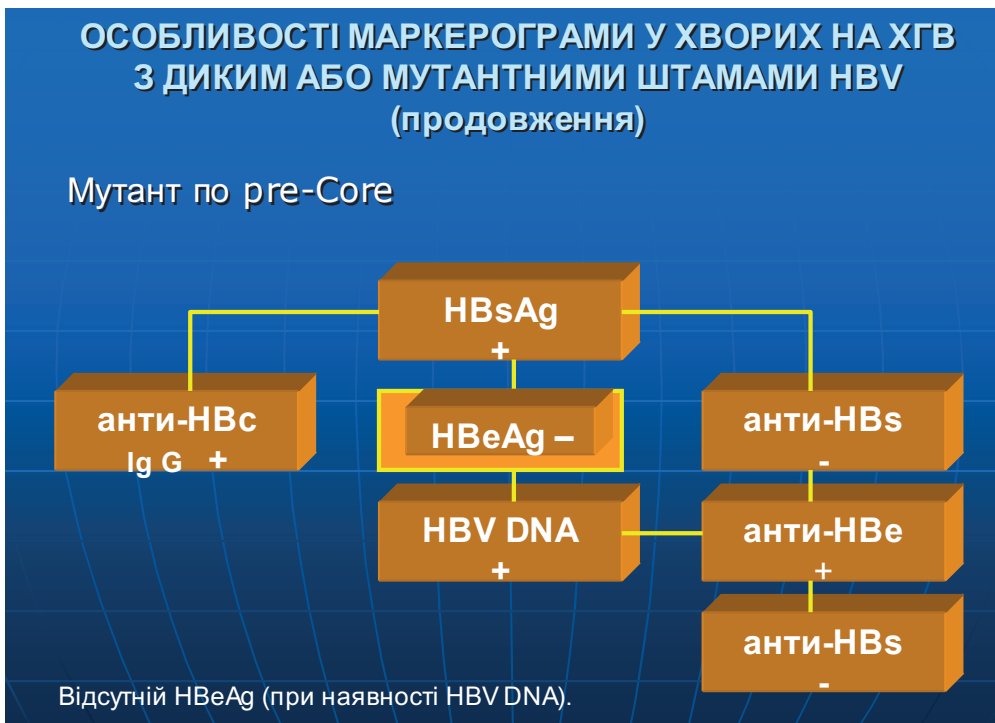 ОСОБЛИВОСТІ МАРКЕРОГРАМИ У ХВОРИХ НА ХГВ
З ДИКИМ АБО МУТАНТНИМИ ШТАМАМИ HBV
(продовження)
Мутант по pre-Core
HBsAg
+
анти-HBc
Ig G +
HBeAg –
анти-HBs
-
HBV DNA
+
анти-HBe
+
анти-HBs
-
Відсутній HBeAg (при наявності HBV DNA).